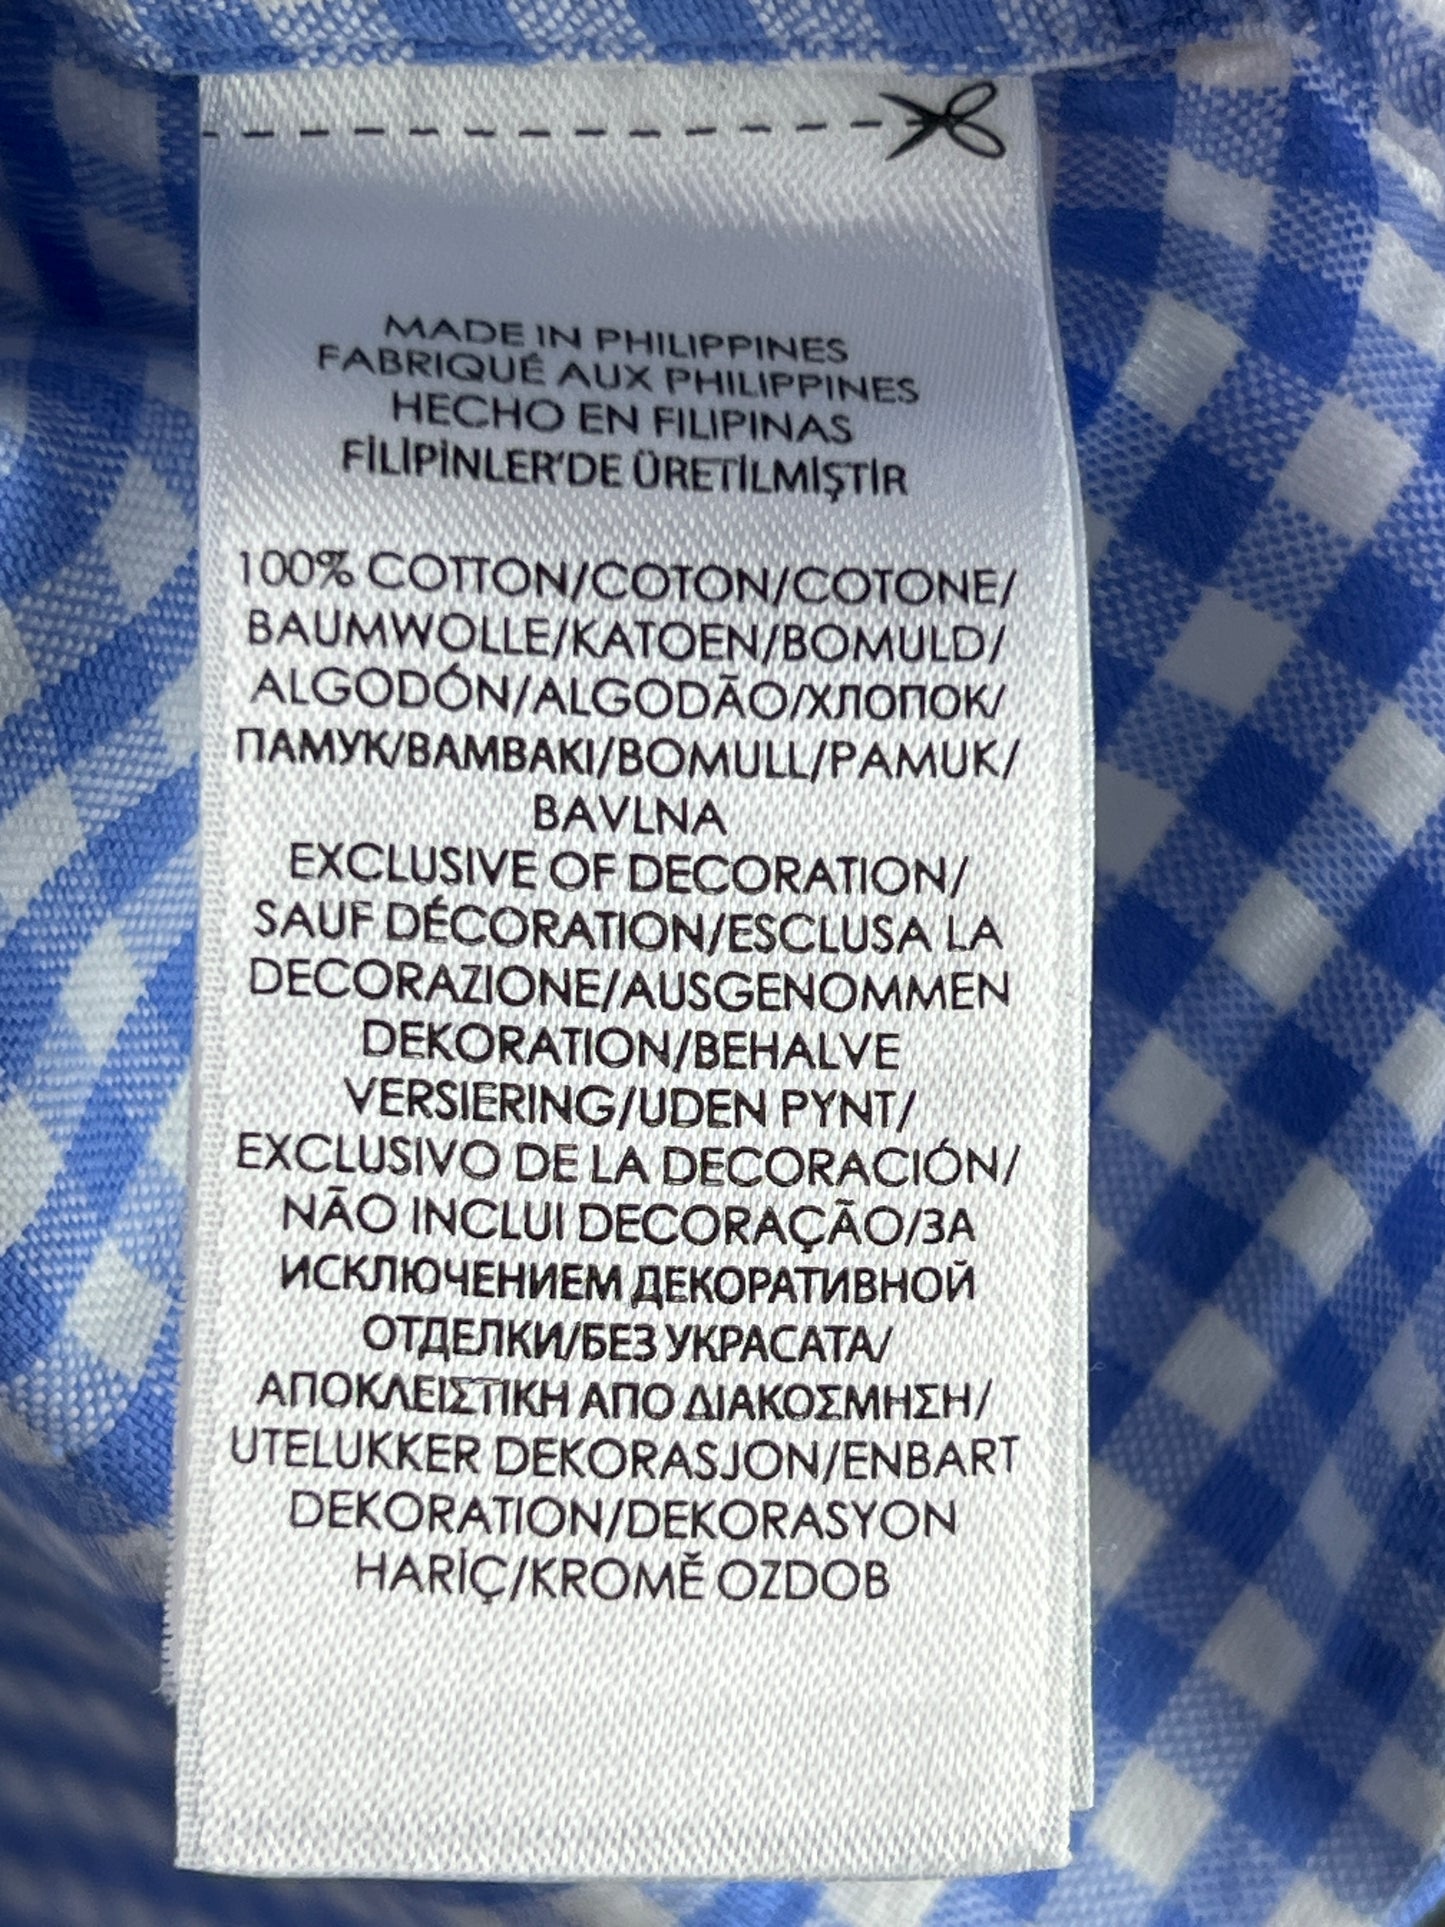 MADE IN PHILIPPINES
FABRIQUÉ AUX PHILIPPINES
HECHO EN FILIPINAS
FİLİPİNLER'DE ÜRETİLMİŞTİR
100% COTTON/COTON/COTONE/
BAUMWOLLE/KATOEN/BOMULD/
ALGODÓN/ALGODÃO/ХЛОПОК/
ПАМУК/ΒΑΜΒΑΚΙ/BOMULL/PAMUK/
BAVLNA
EXCLUSIVE OF DECORATION/
SAUF DÉCORATION/ESCLUSA LA
DECORAZIONE/AUSGENOMMEN
DEKORATION/BEHALVE
VERSIERING/UDEN PYNT/
EXCLUSIVO DE LA DECORACIÓN/
NÃO INCLUI DECORAÇÃO/ЗА
ИСКЛЮЧЕНИЕМ ДЕКОРАТИВНОЙ
ОТДЕЛКИ/БЕЗ УКРАСАТА/
ΑΠΟΚΛΕΙΣΤΙΚΗ ΑΠΟ ΔΙΑΚΟΣΜΗΣΗ/
UTELUKKER DEKORASJON/ENBART
DEKORATION/DEKORASYON
HARİÇ/KROMĚ OZDOB